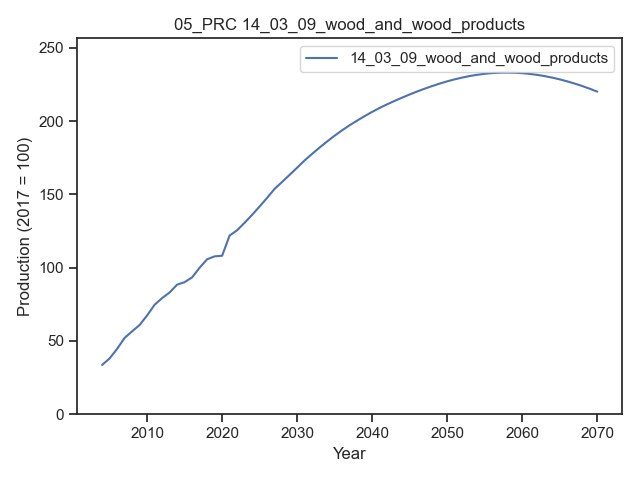 05_PRC 14_03_09_wood_and_wood_products
14_03_09_wood_and_wood_products
Production (2017 = 100)
250
200
150
100
50
0
2010 2020 2030 2040 2050 2060 2070
Year